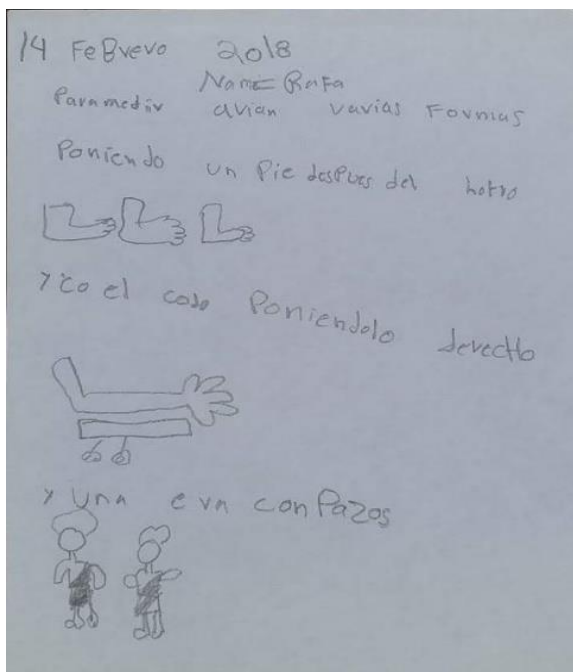 14 FeBrero 2018
Name= Rafa
Para medir avian varias Formas
Poniendo un Pie desPues del hotro
y co el codo Poniendolo derecHo
y una era con Pazos